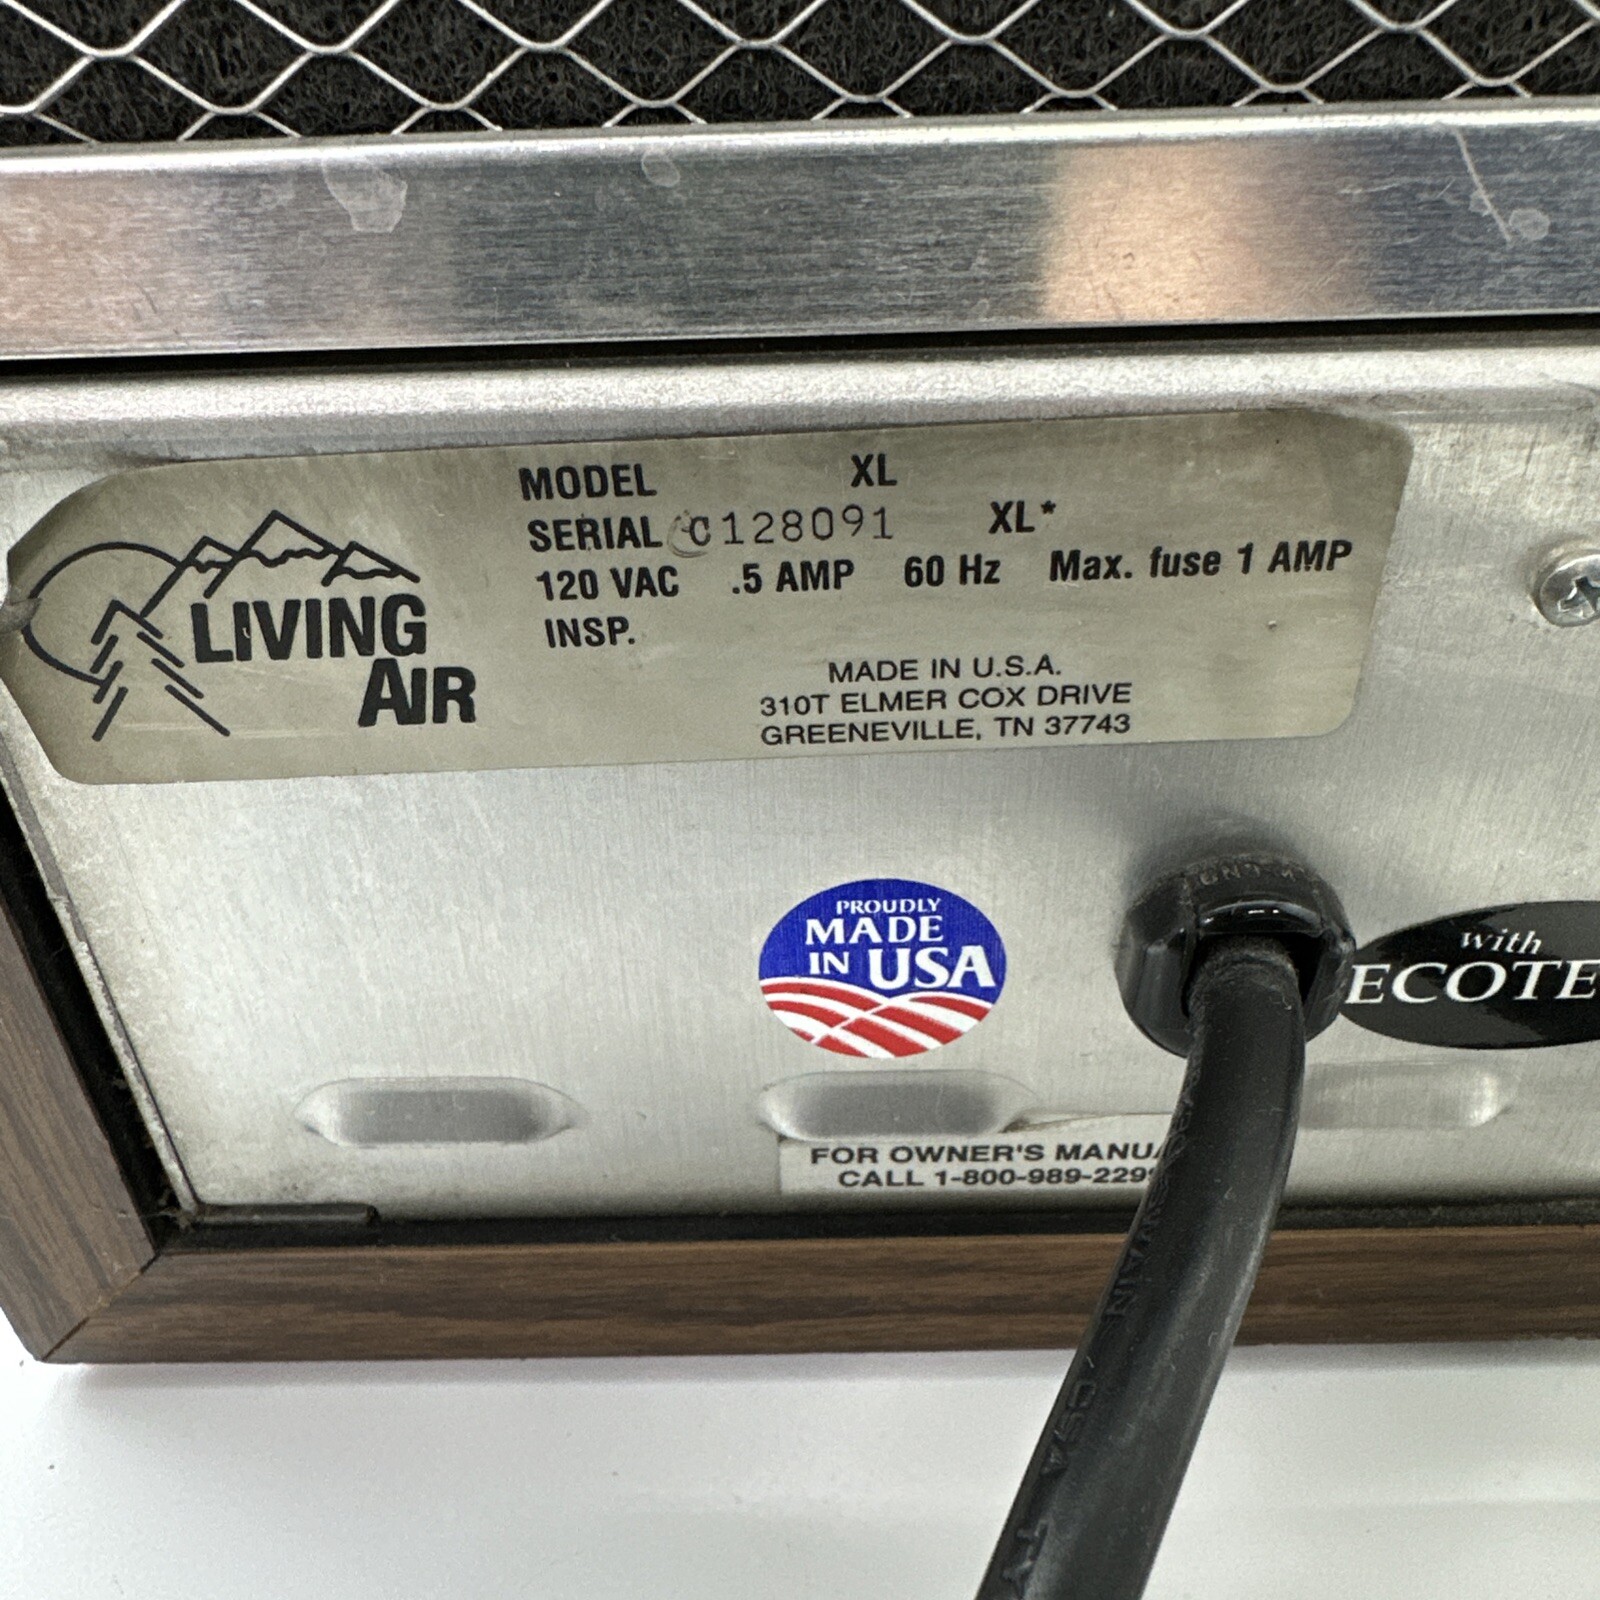 MODEL XL
SERIAL C128091 XL*
120 VAC .5 AMP 60 Hz Max. fuse 1 AMP
INSP.
LIVING
AIR
MADE IN U.S.A.
310T ELMER COX DRIVE
GREENEVILLE, TN 37743
PROUDLY
MADE
IN USA
with
ECOTE
FOR OWNER'S MANUA
CALL 1-800-989-229
CSA TY